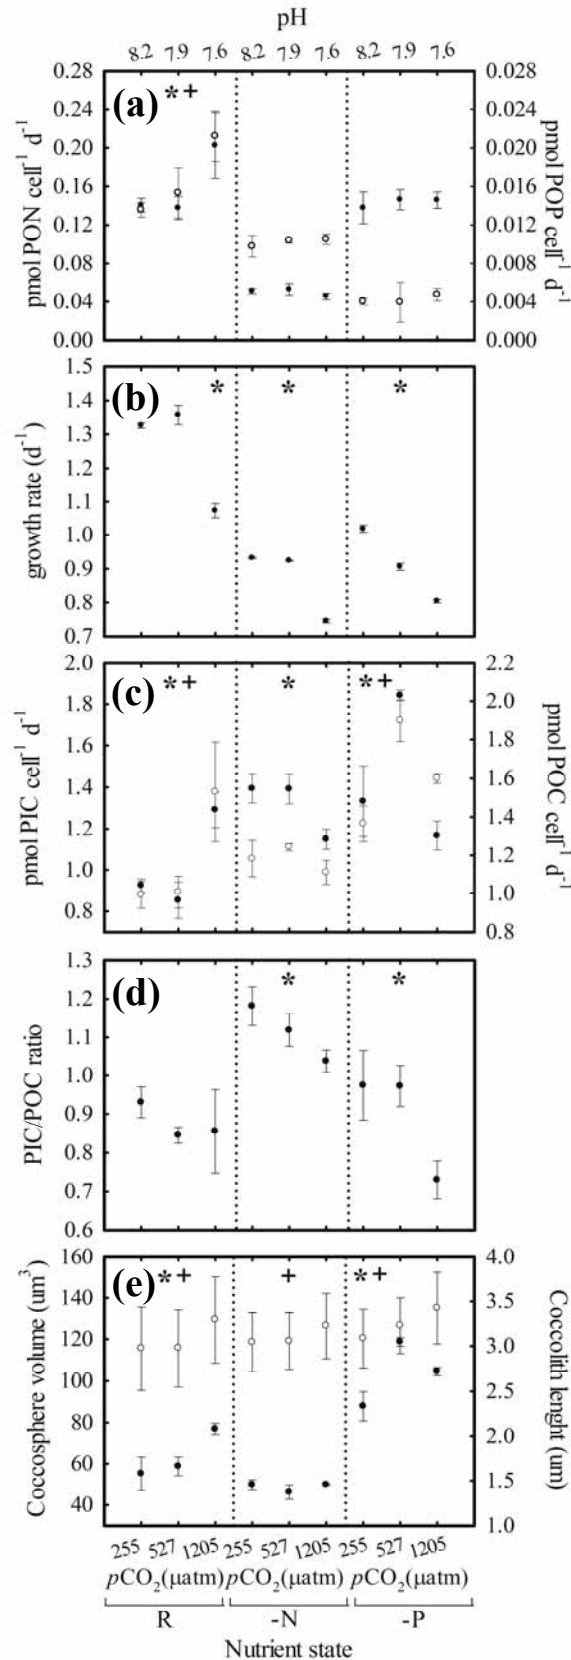 pH
8.2 7.9 7.6 8.2 7.9 7.6 8.2 7.9 7.6
(a)
*+
pmol PON cell⁻¹ d⁻¹
0.28
0.24
0.20
0.16
0.12
0.08
0.04
0.00
pmol POP cell⁻¹ d⁻¹
0.028
0.024
0.020
0.016
0.012
0.008
0.004
0.000
(b)
* * *
growth rate (d⁻¹)
1.5
1.4
1.3
1.2
1.1
1.0
0.9
0.8
0.7
(c)
*+ * *+
pmol PIC cell⁻¹ d⁻¹
2.0
1.8
1.6
1.4
1.2
1.0
0.8
pmol POC cell⁻¹ d⁻¹
2.2
2.0
1.8
1.6
1.4
1.2
1.0
0.8
(d)
* *
PIC/POC ratio
1.3
1.2
1.1
1.0
0.9
0.8
0.7
0.6
(e)
*+ + *+
Coccosphere volume (um³)
160
140
120
100
80
60
40
Coccolith lenght (um)
4.0
3.5
3.0
2.5
2.0
1.5
1.0
255 527 1205 255 527 1205 255 527 1205
pCO₂(μatm) pCO₂(μatm) pCO₂(μatm)
R -N -P
Nutrient state